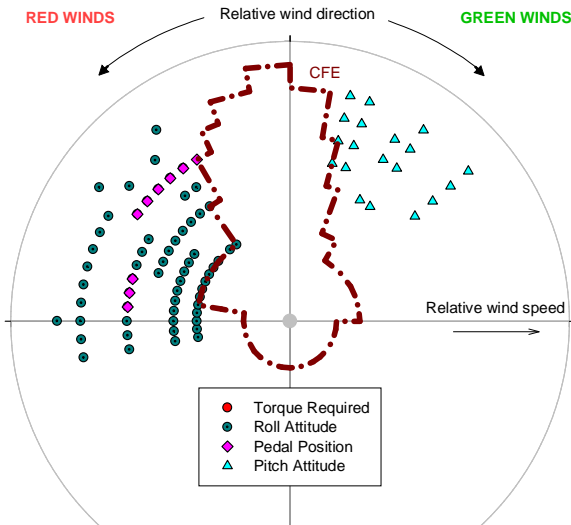 RED WINDS
Relative wind direction
GREEN WINDS
CFE
Relative wind speed
Torque Required
Roll Attitude
Pedal Position
Pitch Attitude